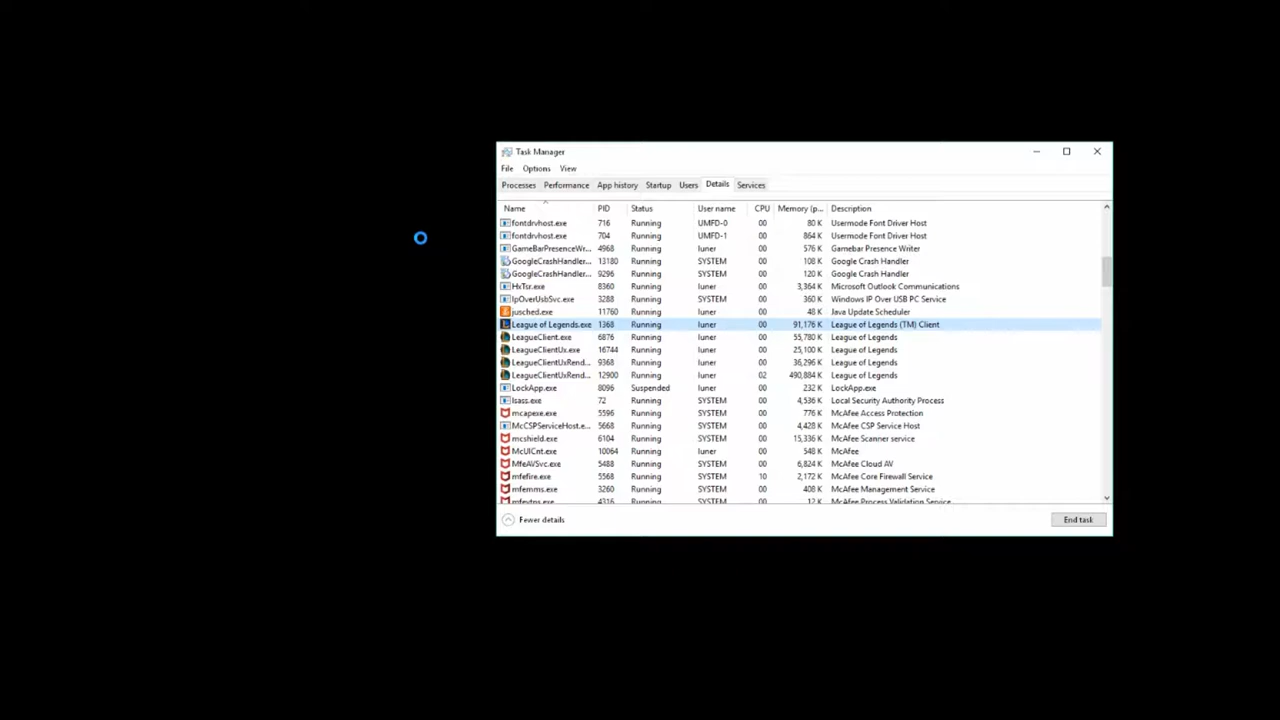 Task Manager
File Options View
Processes Performance App history Startup Users Details Services
Name PID Status User name CPU Memory (p... Description
fontdrvhost.exe 716 Running UMFD-0 80 K Usermode Font Driver Host
fontdrvhost.exe 704 Running UMFD-1 864 K Usermode Font Driver Host
GameBarPresenceWr... 4968 Running luner 00 576 K Gamebar Presence Writer
GoogleCrashHandler... 13180 Running SYSTEM 00 108 K Google Crash Handler
GoogleCrashHandler... 9296 Running SYSTEM 00 120 K Google Crash Handler
HxTsr.exe 8360 Running luner 00 3,364 K Microsoft Outlook Communications
IpOverUsbSvc.exe 3288 Running SYSTEM 00 360 K Windows IP Over USB PC Service
jusched.exe 11760 Running luner 00 48 K Java Update Scheduler
League of Legends.exe 1368 Running luner 00 91,176 K League of Legends (TM) Client
LeagueClient.exe 6876 Running luner 00 55,780 K League of Legends
LeagueClientUx.exe 16744 Running luner 00 25,100 K League of Legends
LeagueClientUxRend... 9368 Running luner 00 36,296 K League of Legends
LeagueClientUxRend... 12900 Running luner 02 490,884 K League of Legends
LockApp.exe 8096 Suspended luner 00 232 K LockApp.exe
lsass.exe 72 Running SYSTEM 00 4,536 K Local Security Authority Process
mcapexe.exe 5596 Running SYSTEM 00 776 K McAfee Access Protection
McCSPServiceHost.e... 5668 Running SYSTEM 00 4,428 K McAfee CSP Service Host
mcshield.exe 6104 Running SYSTEM 00 15,336 K McAfee Scanner service
McUICnt.exe 10064 Running luner 00 548 K McAfee
MfeAVSvc.exe 5488 Running SYSTEM 00 6,824 K McAfee Cloud AV
mfefire.exe 5568 Running SYSTEM 10 2,172 K McAfee Core Firewall Service
mfemms.exe 3260 Running SYSTEM 00 408 K McAfee Management Service
mfevtps.exe 4316 Running SYSTEM 00 12 K McAfee Process Validation Service
Fewer details End task